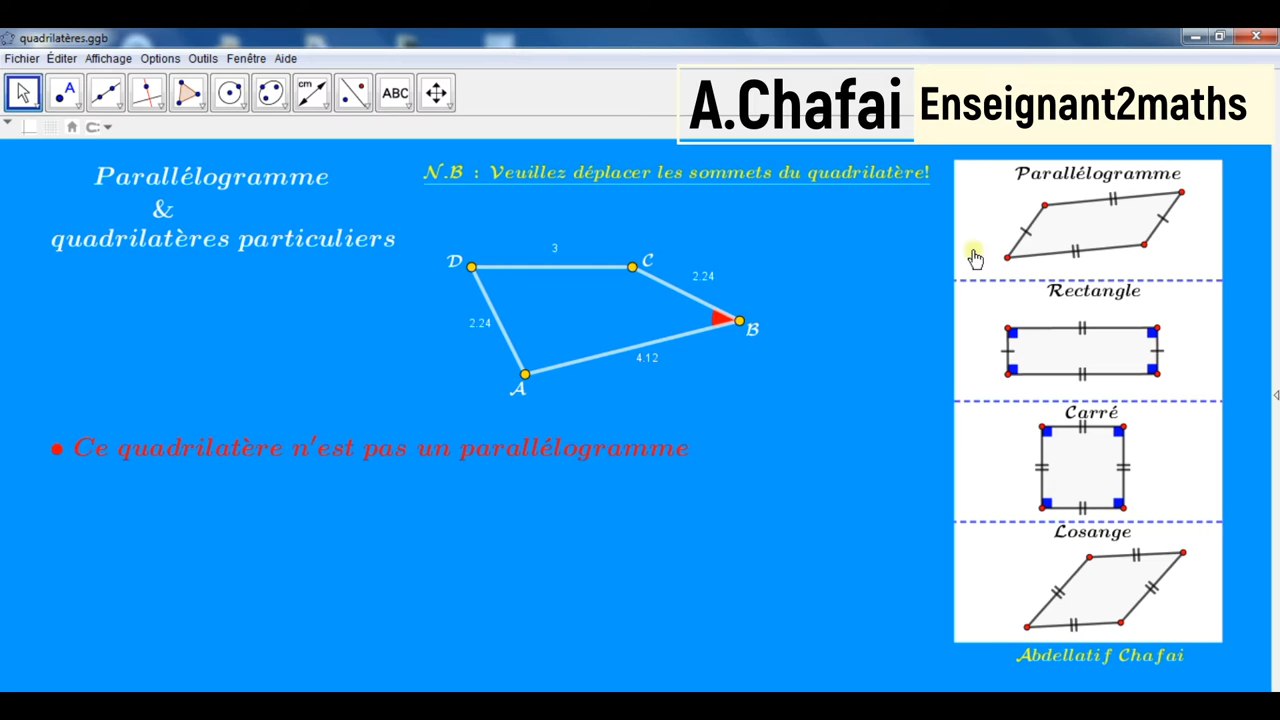 quadrilatères.ggb
Fichier Éditer Affichage Options Outils Fenêtre Aide
A
cm
ABC
A.Chafai Enseignant2maths
Parallélogramme
&
quadrilatères particuliers
N.B : Veuillez déplacer les sommets du quadrilatère!
D
3
C
2.24
2.24
B
4.12
A
• Ce quadrilatère n'est pas un parallélogramme
Parallélogramme
Rectangle
Carré
Losange
Abdellatif Chafai